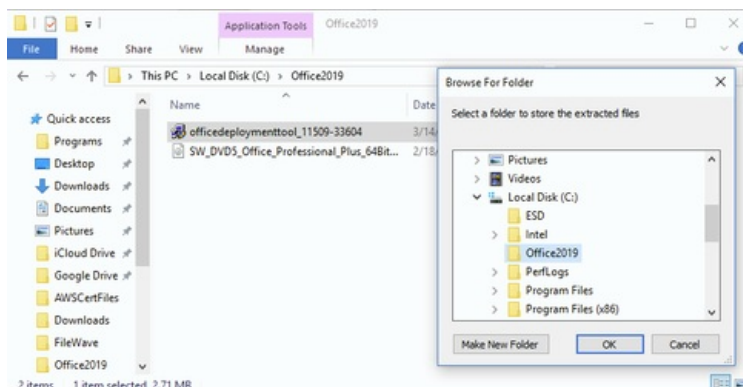 Application Tools Office2019
File Home Share View Manage
This PC > Local Disk (C:) > Office2019
Quick access
Programs
Desktop
Downloads
Documents
Pictures
iCloud Drive
Google Drive
AWSCertFiles
Downloads
FileWave
Office2019
Name Date
officedeploymenttool_11509-33604 3/14/
SW_DVD5_Office_Professional_Plus_64Bit... 2/18/
2 items 1 item selected 2.71 MB
Browse For Folder
Select a folder to store the extracted files
Pictures
Videos
Local Disk (C:)
ESD
Intel
Office2019
PerfLogs
Program Files
Program Files (x86)
Make New Folder OK Cancel